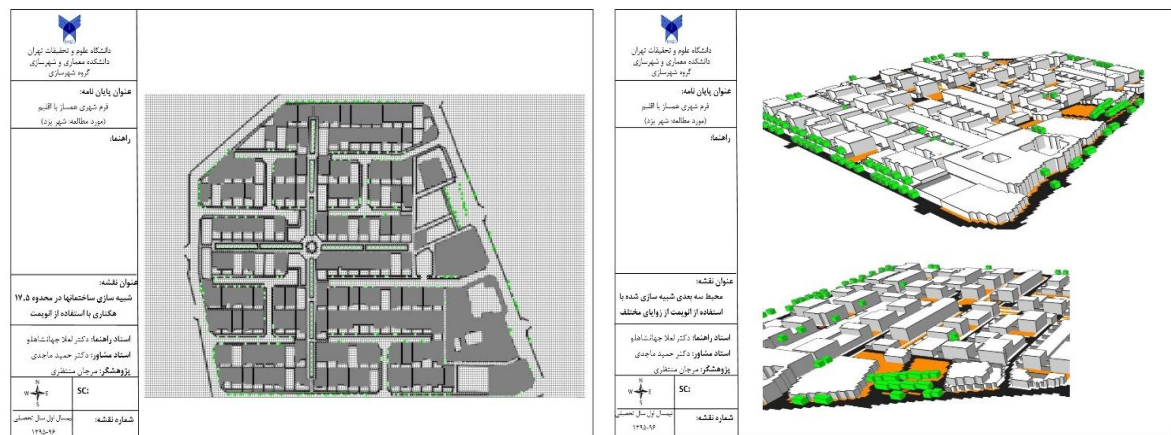 دانشگاه علوم و تحقیقات تهران
دانشکده معماری و شهرسازی
گروه شهرسازی
عنوان پایان نامه:
فرم شهری همساز با اقلیم
(مورد مطالعه: شهر یزد)
راهنما:
عنوان نقشه:
شبیه سازی ساختمانها در محدوه ۱۷.۵
هکتاری با استفاده از انویمت
استاد راهنما: دکتر لعلا جهانشاهلو
استاد مشاور: دکتر حمید ماجدی
پژوهشگر: مرجان منتظری
N
W E
S
SC:
شماره نقشه:
نیمسال اول سال تحصیلی
۱۳۹۵-۹۶
دانشگاه علوم و تحقیقات تهران
دانشکده معماری و شهرسازی
گروه شهرسازی
عنوان پایان نامه:
فرم شهری همساز با اقلیم
(مورد مطالعه: شهر یزد)
راهنما:
عنوان نقشه:
محیط سه بعدی شبیه سازی شده با
استفاده از انویمت از زوایای مختلف
استاد راهنما: دکتر لعلا جهانشاهلو
استاد مشاور: دکتر حمید ماجدی
پژوهشگر: مرجان منتظری
N
W E
S
SC:
شماره نقشه:
نیمسال اول سال تحصیلی
۱۳۹۵-۹۶